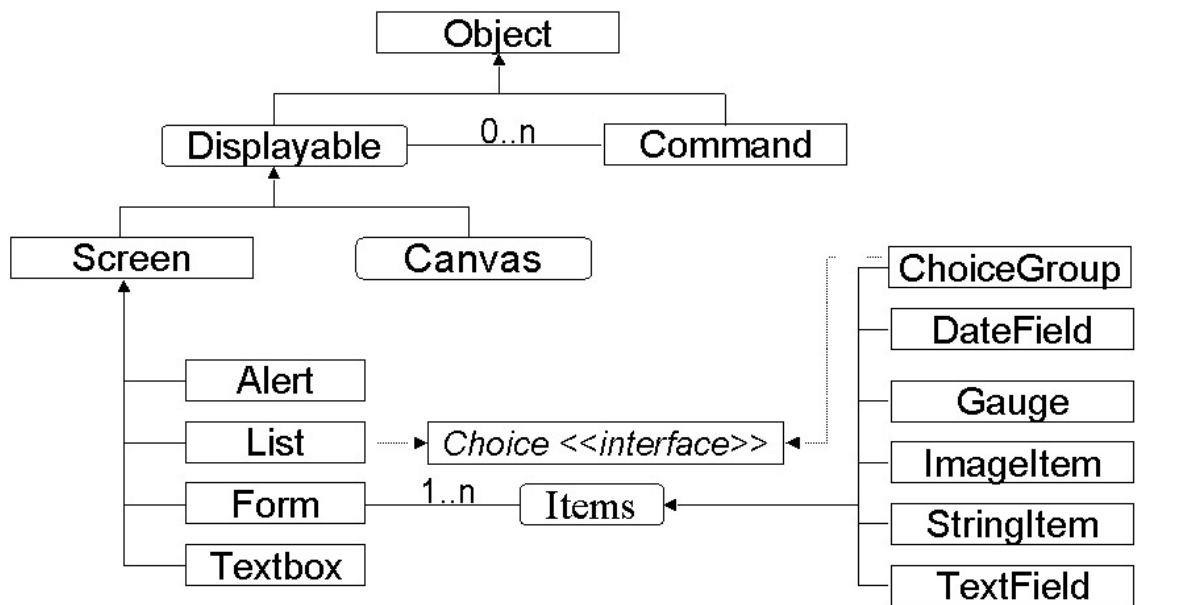 Object
Displayable
0..n
Command
Screen
Canvas
ChoiceGroup
DateField
Alert
Gauge
List
Choice <<interface>>
ImageItem
Form
1..n
Items
StringItem
Textbox
TextField